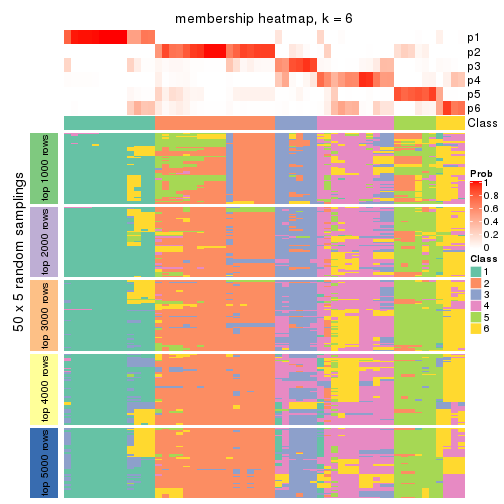 membership heatmap, k = 6
p1
p2
p3
p4
p5
p6
Class
50 x 5 random samplings
top 1000 rows
top 2000 rows
top 3000 rows
top 4000 rows
top 5000 rows
Prob
1
0.8
0.6
0.4
0.2
0
Class
1
2
3
4
5
6